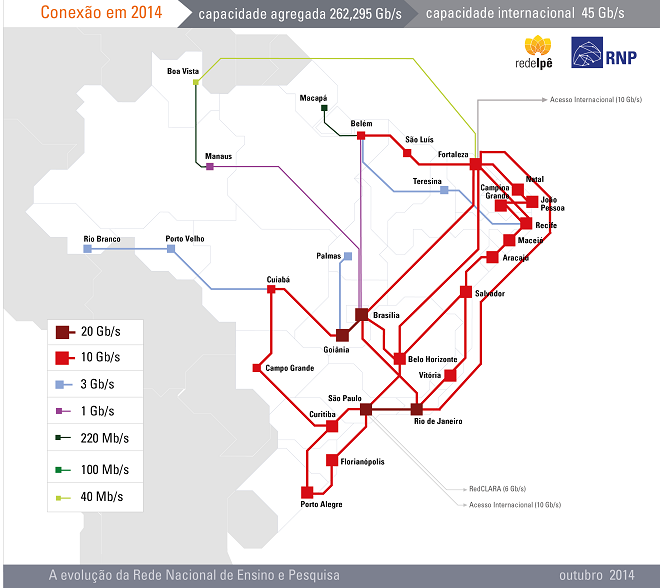 Conexão em 2014
capacidade agregada 262,295 Gb/s
capacidade internacional 45 Gb/s
redeIpê
RNP
Boa Vista
Macapá
Acesso Internacional (10 Gb/s)
Belém
São Luís
Manaus
Fortaleza
Teresina
Natal
Campina
Grande
João
Pessoa
Recife
Rio Branco
Porto Velho
Maceió
Palmas
Aracaju
Cuiabá
Salvador
Brasília
20 Gb/s
Goiânia
10 Gb/s
Belo Horizonte
Campo Grande
Vitória
3 Gb/s
São Paulo
1 Gb/s
Curitiba
Rio de Janeiro
220 Mb/s
Florianópolis
100 Mb/s
RedCLARA (6 Gb/s)
40 Mb/s
Porto Alegre
Acesso Internacional (10 Gb/s)
A evolução da Rede Nacional de Ensino e Pesquisa
outubro 2014